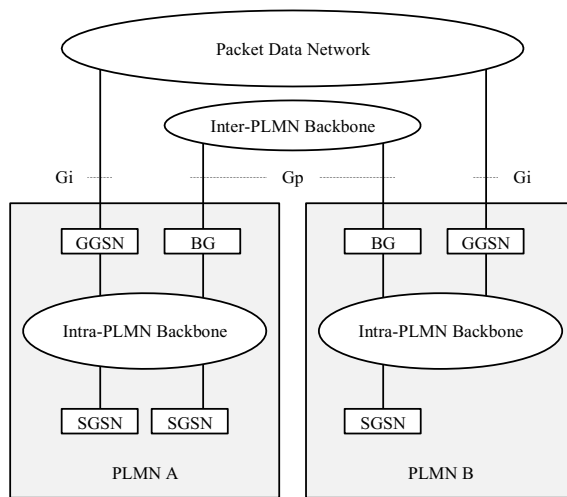 Packet Data Network
Inter-PLMN Backbone
Gi
Gp
Gi
GGSN
BG
BG
GGSN
Intra-PLMN Backbone
Intra-PLMN Backbone
SGSN
SGSN
SGSN
PLMN A
PLMN B